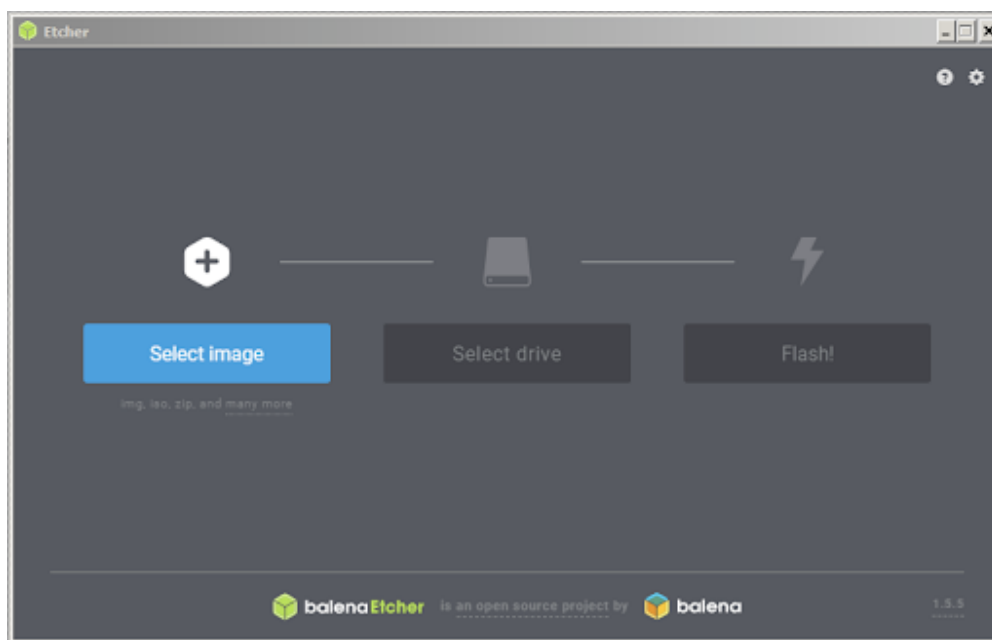 Etcher
Select image
Select drive
Flash!
img, iso, zip, and many more
balenaEtcher is an open source project by balena
1.5.5